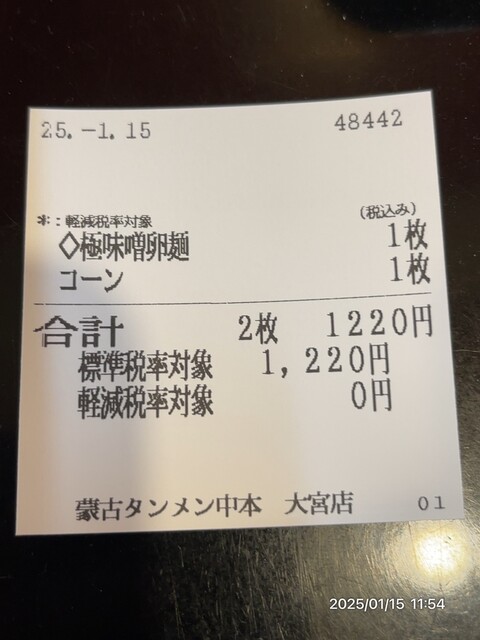 25.-1.15 48442
*:軽減税率対象 (税込み)
◇極味噌卵麺 1枚
コーン 1枚
合計 2枚 1220円
標準税率対象 1,220円
軽減税率対象 0円
蒙古タンメン中本 大宮店 01
2025/01/15 11:54